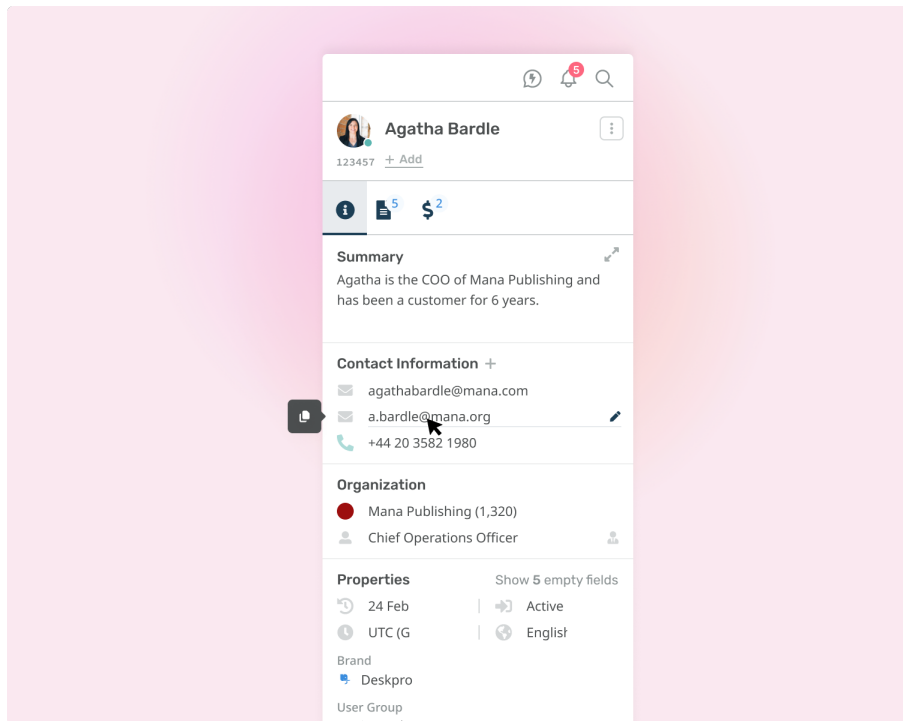 5
Agatha Bardle
123457 + Add
5 2
Summary
Agatha is the COO of Mana Publishing and
has been a customer for 6 years.
Contact Information +
agathabardle@mana.com
a.bardle@mana.org
+44 20 3582 1980
Organization
Mana Publishing (1,320)
Chief Operations Officer
Properties Show 5 empty fields
24 Feb Active
UTC (G English
Brand
Deskpro
User Group